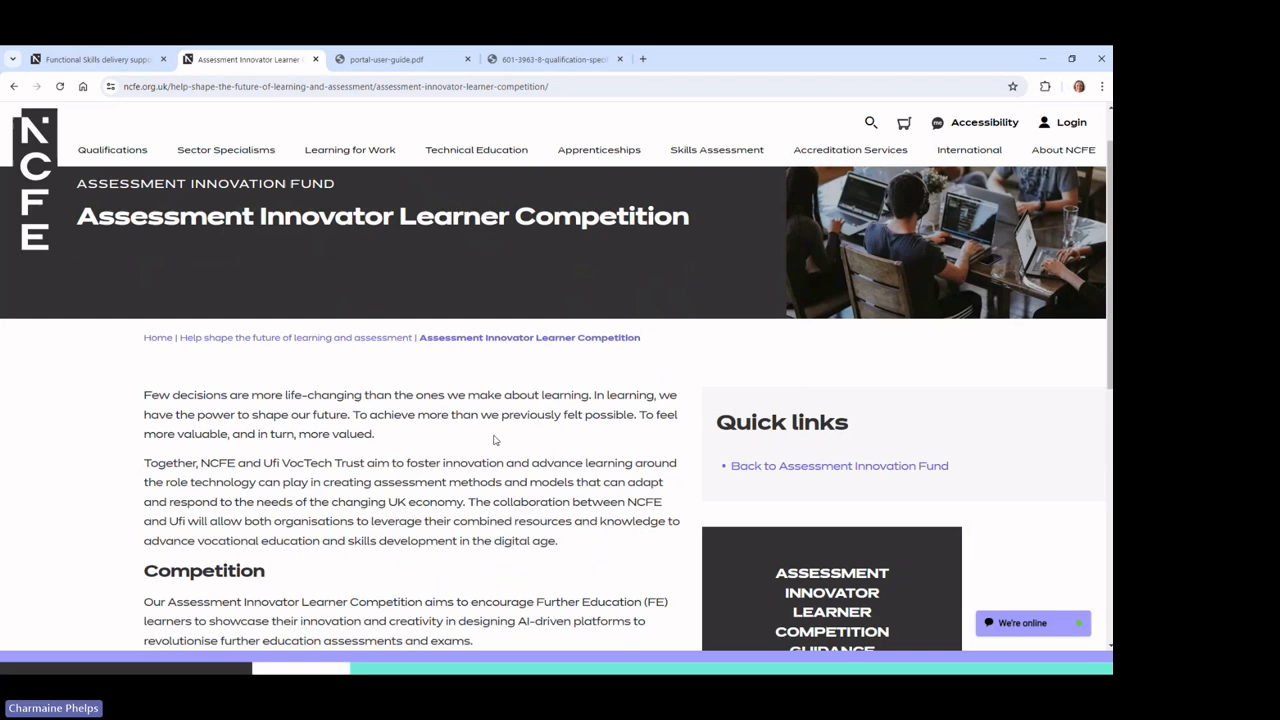 Functional Skills delivery suppo
Assessment Innovator Learner C
portal-user-guide.pdf
601-3963-8-qualification-specif
ncfe.org.uk/help-shape-the-future-of-learning-and-assessment/assessment-innovator-learner-competition/
NCFE
me Accessibility
Login
Qualifications
Sector Specialisms
Learning for Work
Technical Education
Apprenticeships
Skills Assessment
Accreditation Services
International
About NCFE
ASSESSMENT INNOVATION FUND
Assessment Innovator Learner Competition
Home | Help shape the future of learning and assessment | Assessment Innovator Learner Competition
Few decisions are more life-changing than the ones we make about learning. In learning, we
have the power to shape our future. To achieve more than we previously felt possible. To feel
more valuable, and in turn, more valued.
Together, NCFE and Ufi VocTech Trust aim to foster innovation and advance learning around
the role technology can play in creating assessment methods and models that can adapt
and respond to the needs of the changing UK economy. The collaboration between NCFE
and Ufi will allow both organisations to leverage their combined resources and knowledge to
advance vocational education and skills development in the digital age.
Competition
Our Assessment Innovator Learner Competition aims to encourage Further Education (FE)
learners to showcase their innovation and creativity in designing AI-driven platforms to
revolutionise further education assessments and exams.
Quick links
• Back to Assessment Innovation Fund
ASSESSMENT
INNOVATOR
LEARNER
COMPETITION
GUIDANCE
We're online
Charmaine Phelps